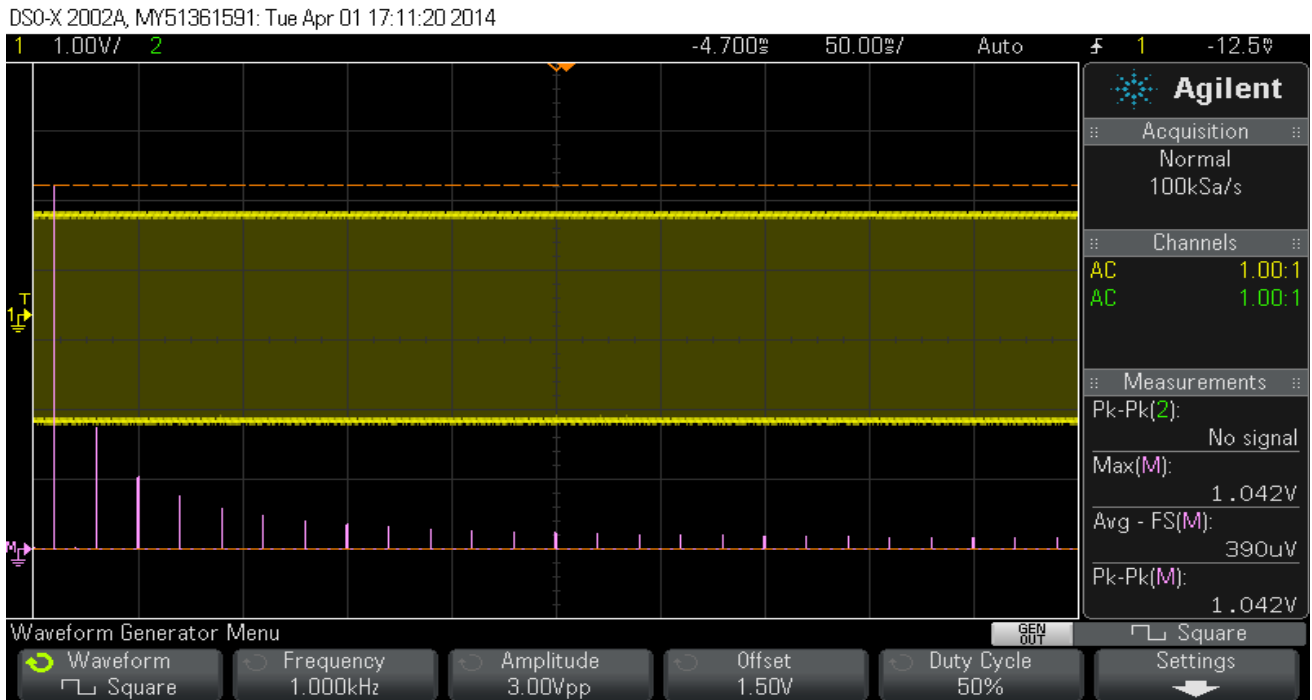 DSO-X 2002A, MY51361591: Tue Apr 01 17:11:20 2014
1 1.00V/ 2 -4.700s 50.00s/ Auto 1 -12.5V
Agilent
Acquisition
Normal
100kSa/s
Channels
AC 1.00:1
AC 1.00:1
Measurements
Pk-Pk(2):
No signal
Max(M):
1.042V
Avg - FS(M):
390uV
Pk-Pk(M):
1.042V
T
1
M
Waveform Generator Menu
GEN OUT
Square
Waveform
Square
Frequency
1.000kHz
Amplitude
3.00Vpp
Offset
1.50V
Duty Cycle
50%
Settings